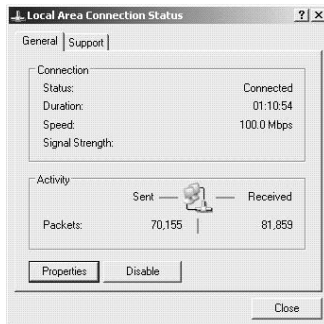 Local Area Connection Status
General Support
Connection
Status: Connected
Duration: 01:10:54
Speed: 100.0 Mbps
Signal Strength:
Activity
Sent Received
Packets: 70,155 81,859
Properties Disable
Close